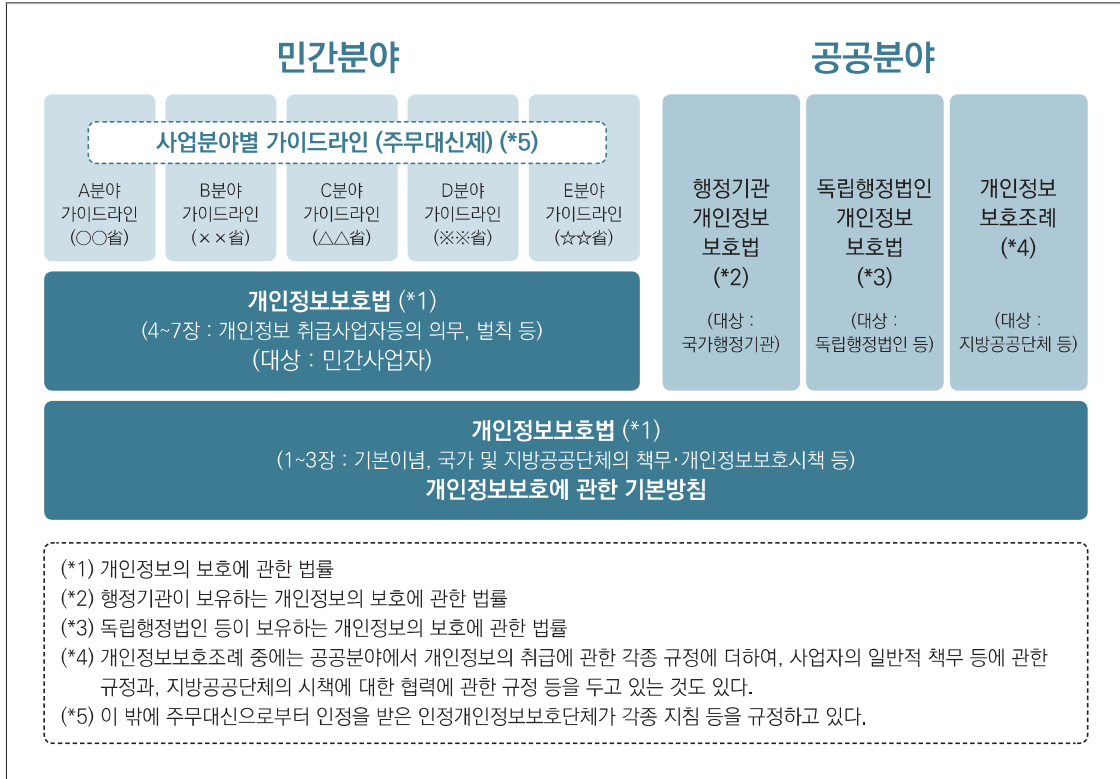 민간분야
공공분야
사업분야별 가이드라인 (주무대신제) (*5)
A분야
가이드라인
(○○省)
B분야
가이드라인
(××省)
C분야
가이드라인
(△△省)
D분야
가이드라인
(※※省)
E분야
가이드라인
(☆☆省)
행정기관
개인정보
보호법
(*2)
(대상 :
국가행정기관)
독립행정법인
개인정보
보호법
(*3)
(대상 :
독립행정법인 등)
개인정보
보호조례
(*4)
(대상 :
지방공공단체 등)
개인정보보호법 (*1)
(4~7장 : 개인정보 취급사업자등의 의무, 벌칙 등)
(대상 : 민간사업자)
개인정보보호법 (*1)
(1~3장 : 기본이념, 국가 및 지방공공단체의 책무·개인정보보호시책 등)
개인정보보호에 관한 기본방침
(*1) 개인정보의 보호에 관한 법률
(*2) 행정기관이 보유하는 개인정보의 보호에 관한 법률
(*3) 독립행정법인 등이 보유하는 개인정보의 보호에 관한 법률
(*4) 개인정보보호조례 중에는 공공분야에서 개인정보의 취급에 관한 각종 규정에 더하여, 사업자의 일반적 책무 등에 관한
규정과, 지방공공단체의 시책에 대한 협력에 관한 규정 등을 두고 있는 것도 있다.
(*5) 이 밖에 주무대신으로부터 인정을 받은 인정개인정보보호단체가 각종 지침 등을 규정하고 있다.